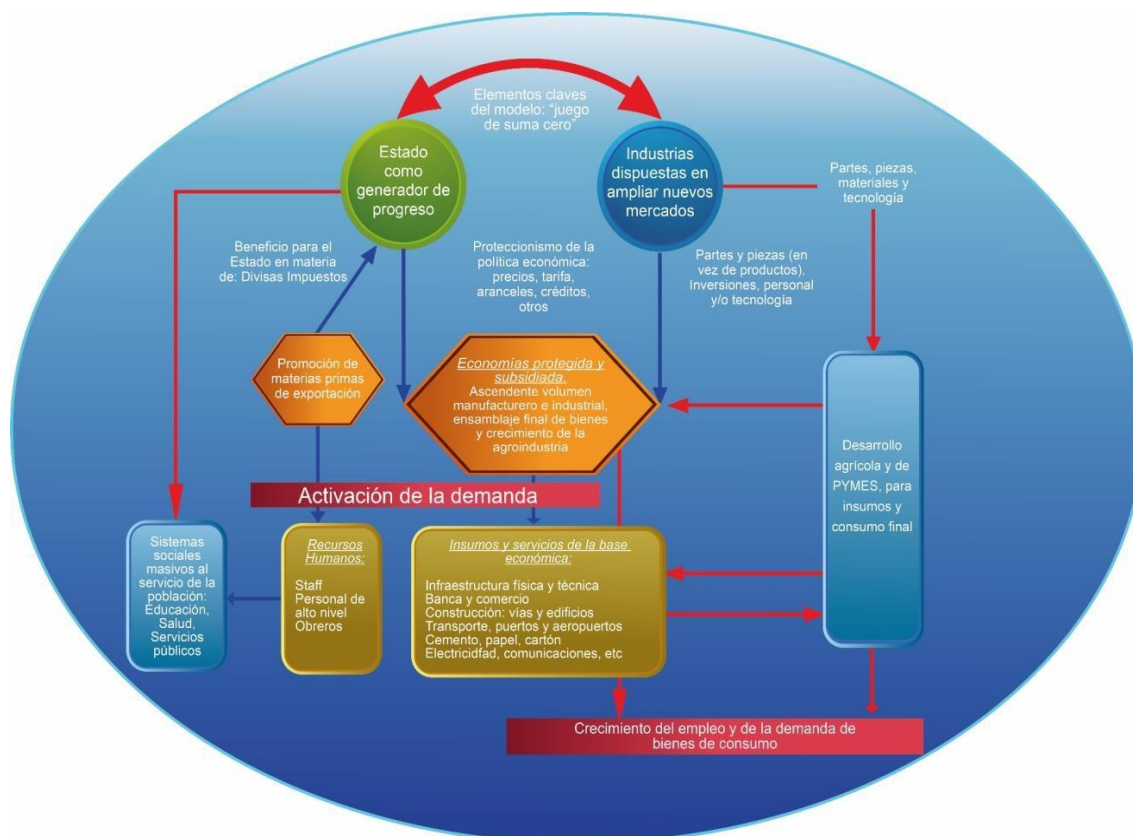 Elementos claves
del modelo: “juego
de suma cero”
Estado
como
generador de
progreso
Industrias
dispuestas en
ampliar nuevos
mercados
Partes, piezas,
materiales y
tecnología
Beneficio para el
Estado en materia
de: Divisas Impuestos
Proteccionismo de la
política económica:
precios, tarifa,
aranceles, créditos,
otros
Partes y piezas (en
vez de productos).
Inversiones, personal
y/o tecnología
Promoción de
materias primas
de exportación
Economías protegida y
subsidiada.
Ascendente volumen
manufacturero e industrial,
ensamblaje final de bienes
y crecimiento de la
agroindustria
Desarrollo
agrícola y de
PYMES, para
insumos y
consumo final
Activación de la demanda
Sistemas
sociales
masivos al
servicio de la
población:
Educación,
Salud,
Servicios
públicos
Recursos
Humanos:
Staff
Personal de
alto nivel
Obreros
Insumos y servicios de la base
económica:
Infraestructura física y técnica
Banca y comercio
Construcción: vías y edificios
Transporte, puertos y aeropuertos
Cemento, papel, cartón
Electricidfad, comunicaciones, etc
Crecimiento del empleo y de la demanda de
bienes de consumo